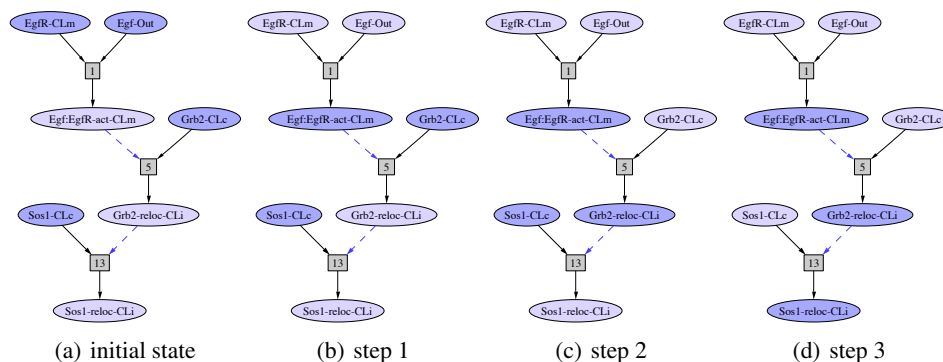 EgfR-CLm Egf-Out
1
Egf:EgfR-act-CLm Grb2-CLc
5
Sos1-CLc Grb2-reloc-CLi
13
Sos1-reloc-CLi
(a) initial state
EgfR-CLm Egf-Out
1
Egf:EgfR-act-CLm Grb2-CLc
5
Sos1-CLc Grb2-reloc-CLi
13
Sos1-reloc-CLi
(b) step 1
EgfR-CLm Egf-Out
1
Egf:EgfR-act-CLm Grb2-CLc
5
Sos1-CLc Grb2-reloc-CLi
13
Sos1-reloc-CLi
(c) step 2
EgfR-CLm Egf-Out
1
Egf:EgfR-act-CLm Grb2-CLc
5
Sos1-CLc Grb2-reloc-CLi
13
Sos1-reloc-CLi
(d) step 3